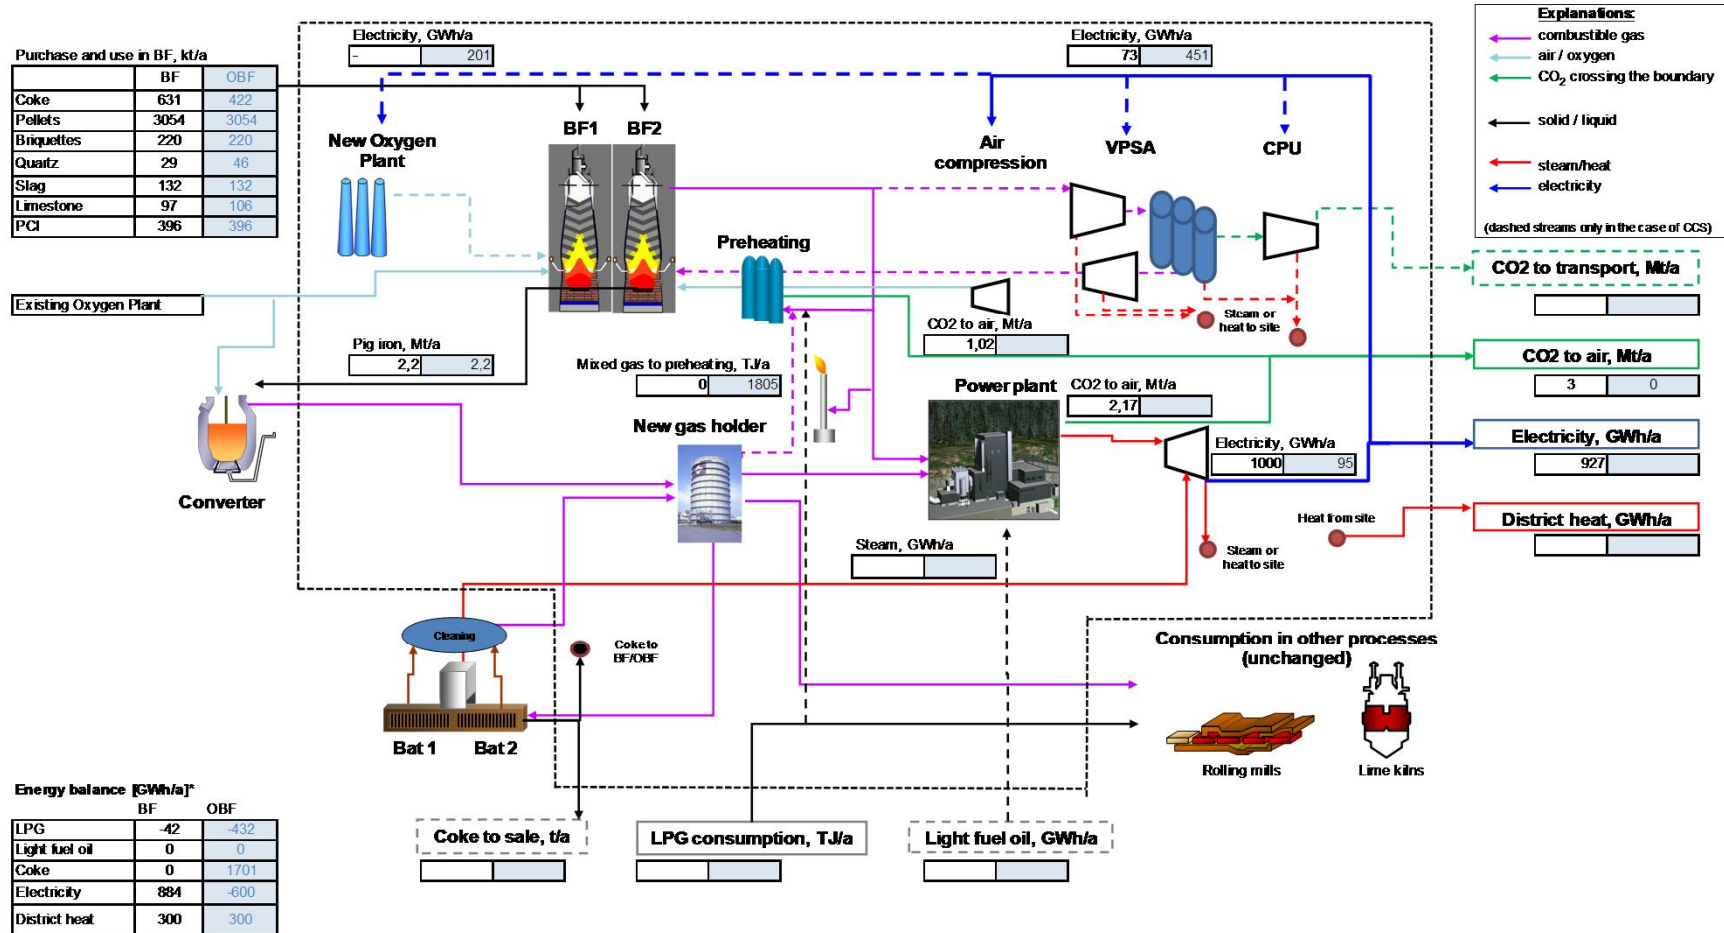 Explanations:
combustible gas
air / oxygen
CO2 crossing the boundary
solid / liquid
steam/heat
electricity
(dashed streams only in the case of CCS)
Purchase and use in BF, kt/a
BF OBF
Coke 631 422
Pellets 3054 3054
Briquettes 220 220
Quartz 29 46
Slag 132 132
Limestone 97 106
PCI 396 396
Electricity, GWh/a
- 201
Electricity, GWh/a
73 451
New Oxygen
Plant
BF1 BF2
Air
compression
VPSA
CPU
Preheating
Existing Oxygen Plant
Steam or
heat to site
CO2 to transport, Mt/a
CO2 to air, Mt/a
1,02
Pig iron, Mt/a
2,2 2,2
Mixed gas to preheating, TJ/a
0 1805
CO2 to air, Mt/a
3 0
Power plant
CO2 to air, Mt/a
2,17
New gas holder
Electricity, GWh/a
1000 95
Electricity, GWh/a
927
Converter
Heat from site
District heat, GWh/a
Steam, GWh/a
Steam or
heat to site
Cleaning
Coke to
BF/OBF
Bat 1 Bat 2
Consumption in other processes
(unchanged)
Rolling mills
Lime kilns
Energy balance [GWh/a]*
BF OBF
LPG -42 -432
Light fuel oil 0 0
Coke 0 1701
Electricity 884 -600
District heat 300 300
Coke to sale, t/a
LPG consumption, TJ/a
Light fuel oil, GWh/a